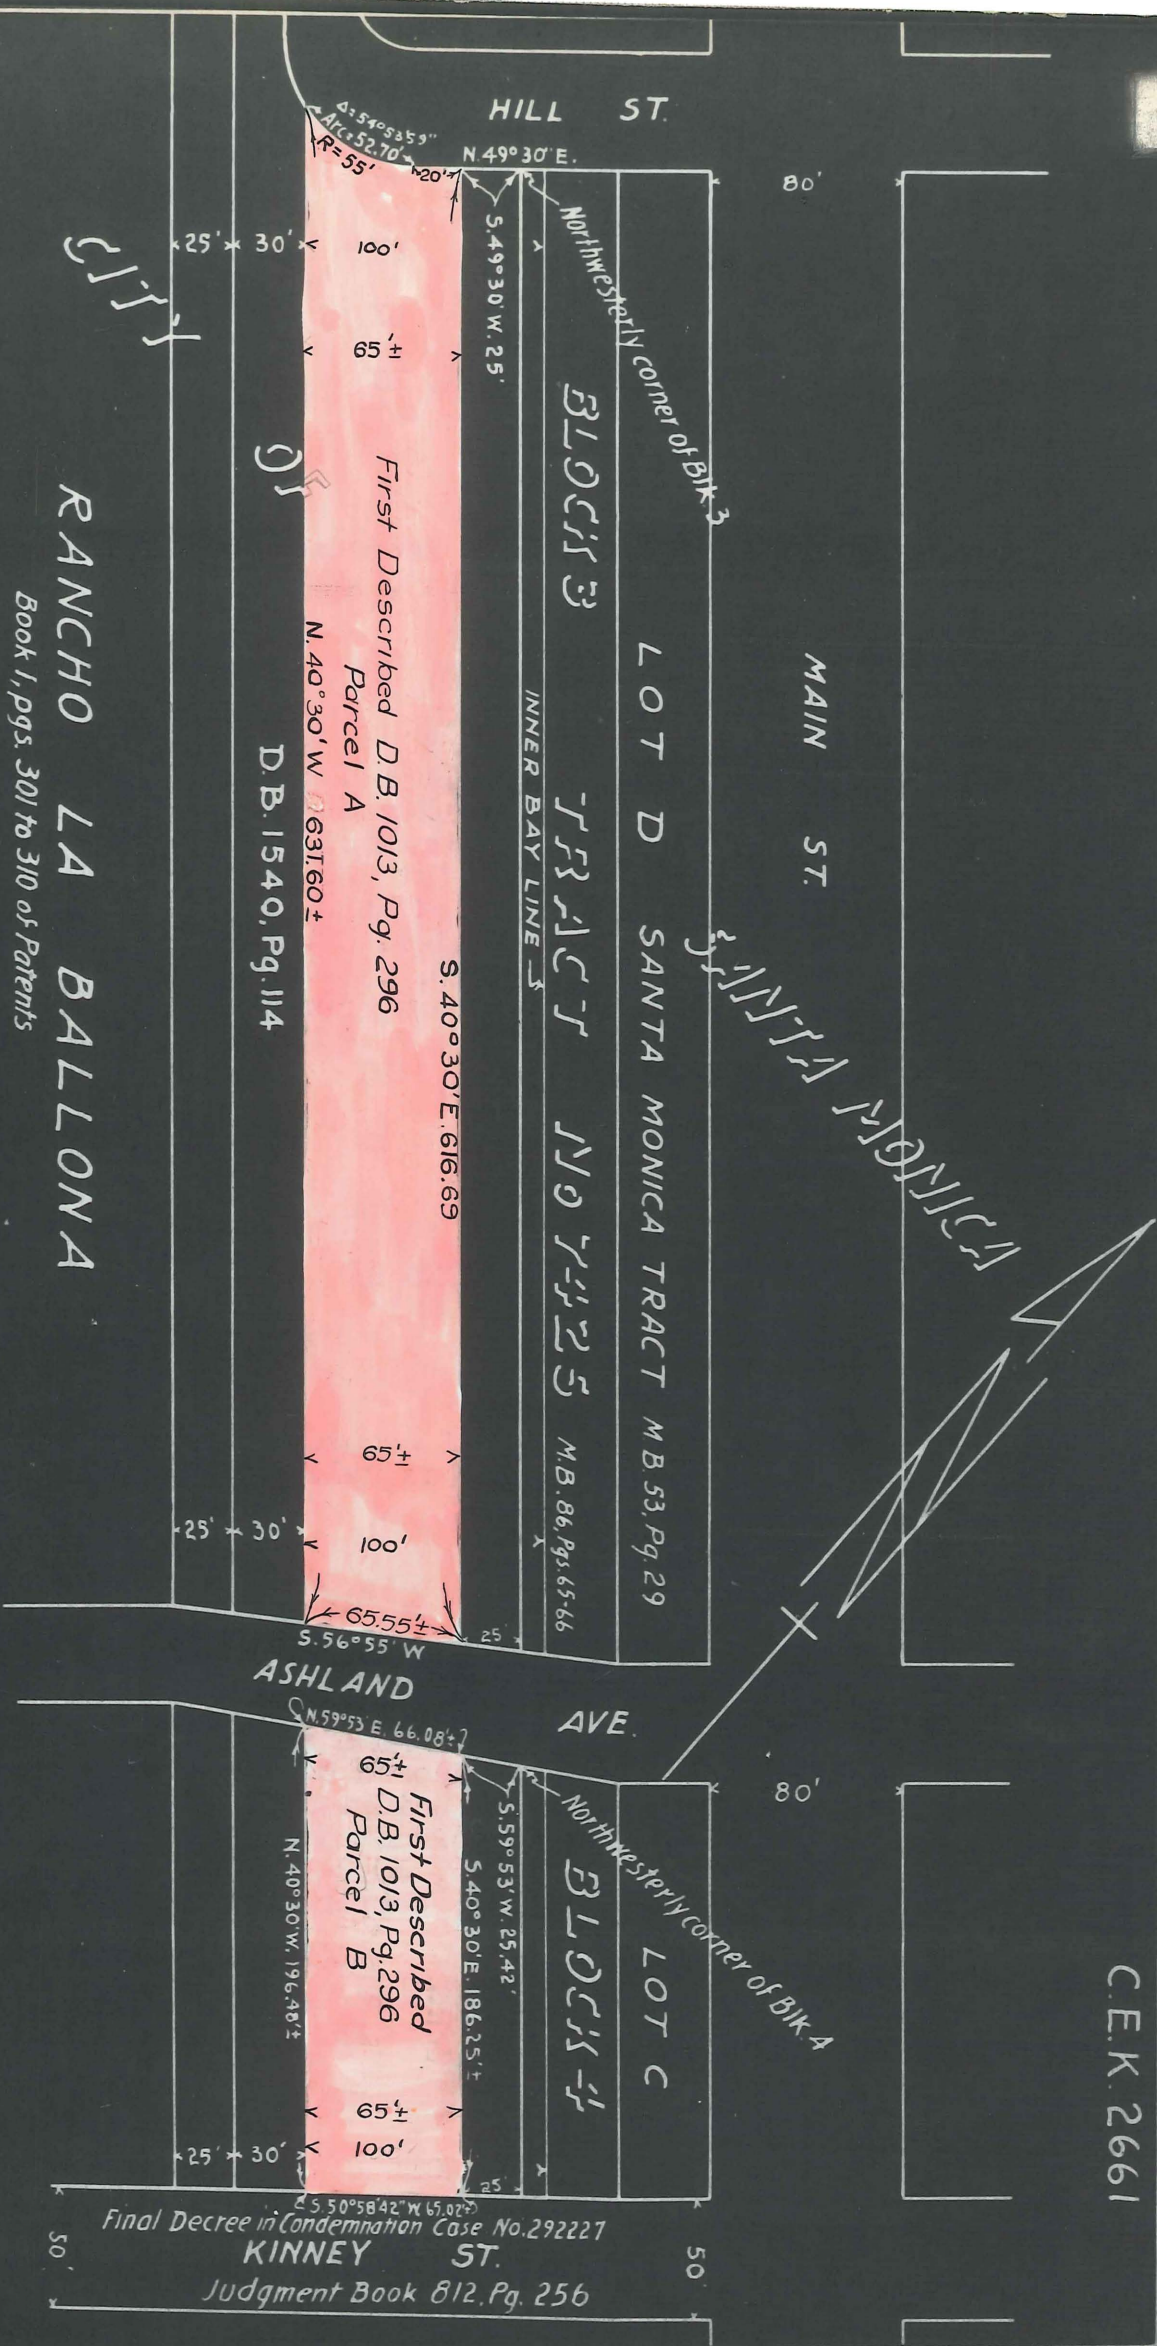 C.E.K. 2661
HILL ST.
Δ=54°53'59"
Arc=52.70'
R=55'
20'
N.49°30'E.
80'
S.49°30'W. 25'
Northwesterly corner of Blk. 3
25'
30'
100'
65'±
CITY
OF
SANTA MONICA
MAIN ST.
LOT D SANTA MONICA TRACT M.B. 53, Pg. 29
BLOCK 3 TRACT NO 7425 M.B. 86, Pgs. 65-66
INNER BAY LINE
S. 40°30'E. 616.69
First Described D.B. 1013, Pg. 296
Parcel A
N. 40°30'W 631.60±
D.B. 1540, Pg. 114
RANCHO LA BALLONA
Book 1, pgs. 301 to 310 of Patents
65'±
25'
30'
100'
65.55'±
25'
S.56°55' W
ASHLAND AVE.
N.59°53' E. 66.08'±
65'±
80'
Northwesterly corner of Blk. 4
S.59°53'W. 25.42'
S.40°30'E. 186.25'±
First Described
D.B. 1013, Pg. 296
Parcel B
N.40°30'W. 196.48'±
BLOCK 4
LOT C
65'±
25'
30'
100'
25'
S.50°58'42"W 65.02'±
Final Decree in Condemnation Case No. 292227
KINNEY ST.
Judgment Book 812, Pg. 256
50'
50'